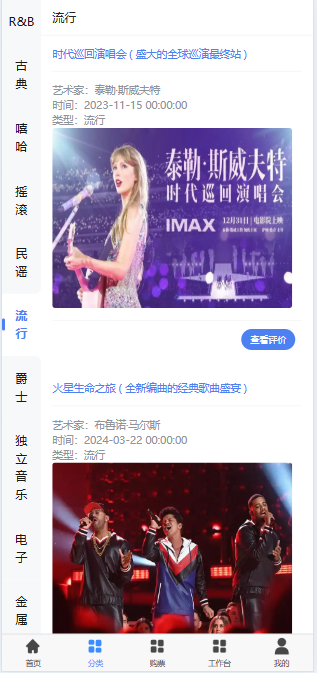 R&B
古典
嘻哈
摇滚
民谣
流行
爵士
独立音乐
电子
金属
流行
时代巡回演唱会 ( 盛大的全球巡演最终站 )
艺术家：泰勒·斯威夫特
时间：2023-11-15 00:00:00
类型：流行
泰勒·斯威夫特
时代巡回演唱会
IMAX 12月31日 | 电影院上映
查看评价
火星生命之旅 ( 全新编曲的经典歌曲盛宴 )
艺术家：布鲁诺·马尔斯
时间：2024-03-22 00:00:00
类型：流行
首页 分类 购票 工作台 我的